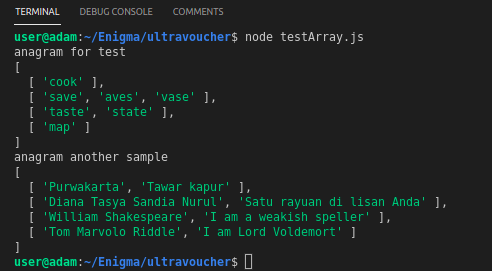 TERMINAL DEBUG CONSOLE COMMENTS
user@adam:~/Enigma/ultravoucher$ node testArray.js
anagram for test
[
  [ 'cook' ],
  [ 'save', 'aves', 'vase' ],
  [ 'taste', 'state' ],
  [ 'map' ]
]
anagram another sample
[
  [ 'Purwakarta', 'Tawar kapur' ],
  [ 'Diana Tasya Sandia Nurul', 'Satu rayuan di lisan Anda' ],
  [ 'William Shakespeare', 'I am a weakish speller' ],
  [ 'Tom Marvolo Riddle', 'I am Lord Voldemort' ]
]
user@adam:~/Enigma/ultravoucher$